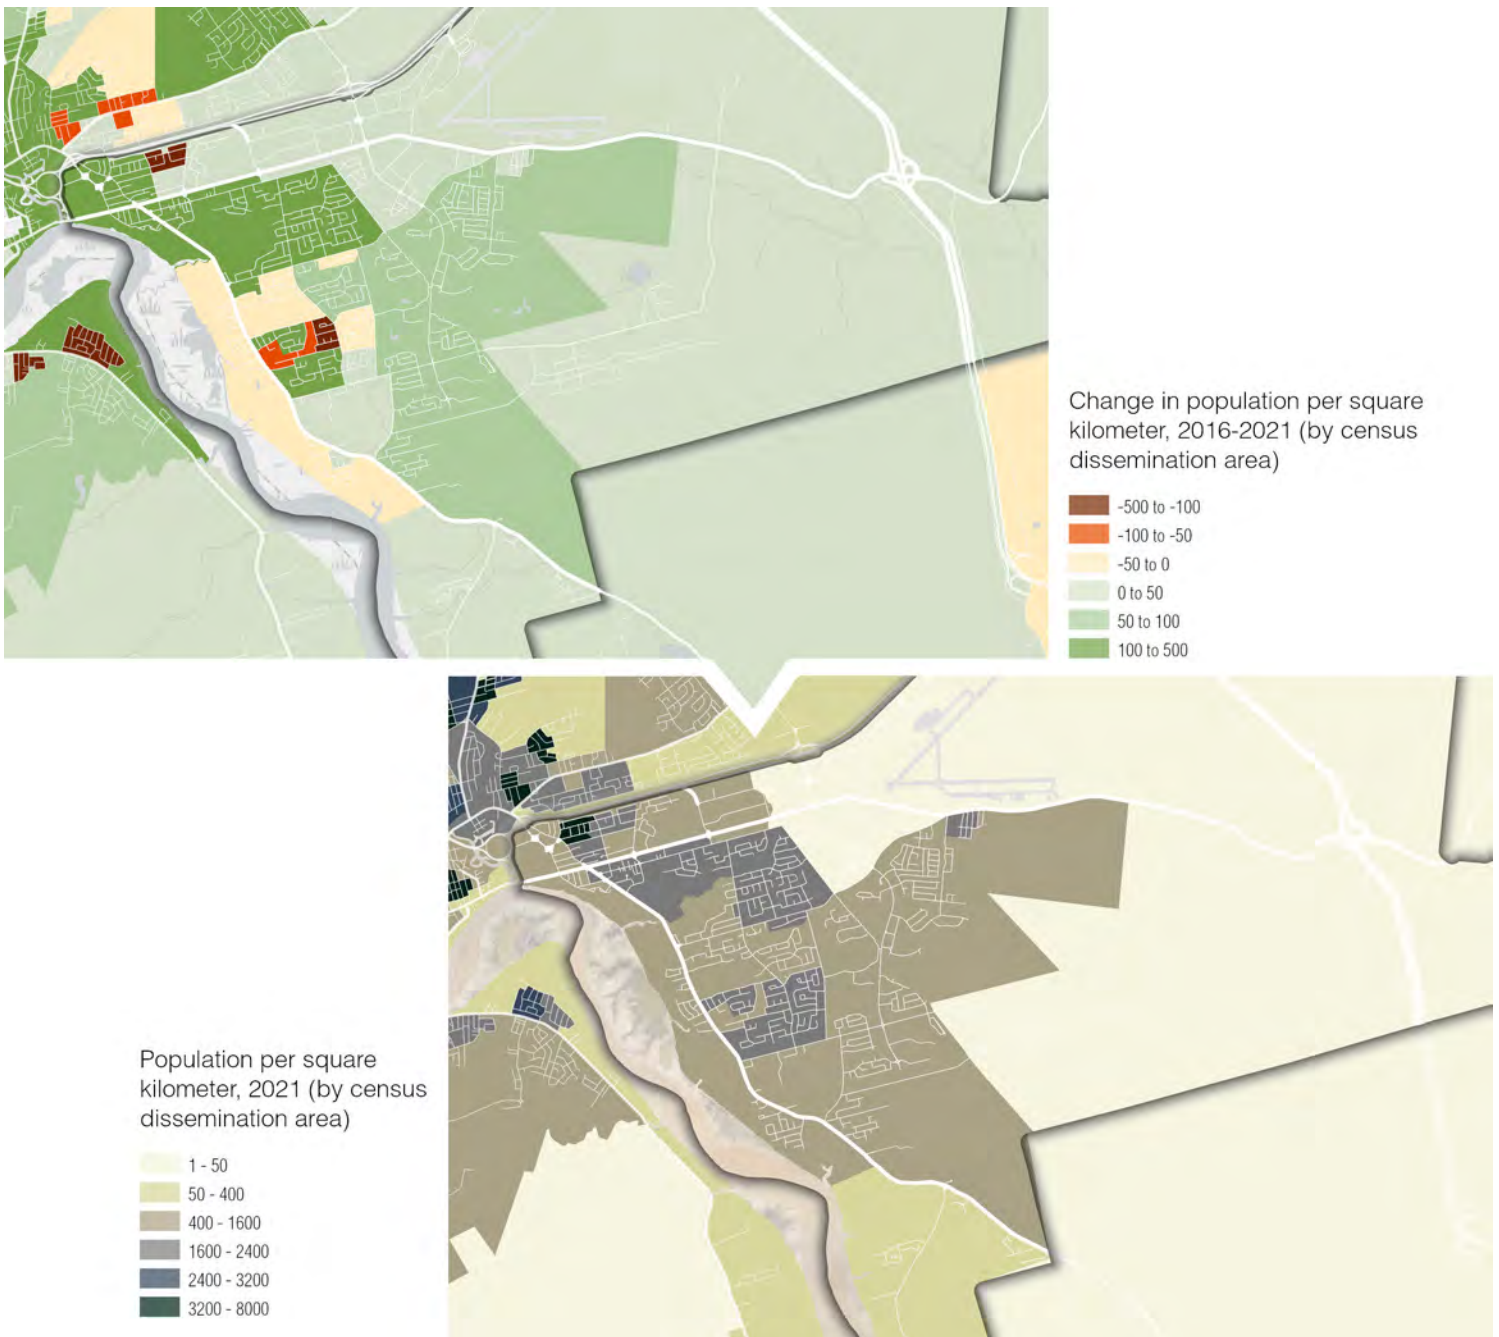 Change in population per square
kilometer, 2016-2021 (by census
dissemination area)
-500 to -100
-100 to -50
-50 to 0
0 to 50
50 to 100
100 to 500
Population per square
kilometer, 2021 (by census
dissemination area)
1 - 50
50 - 400
400 - 1600
1600 - 2400
2400 - 3200
3200 - 8000